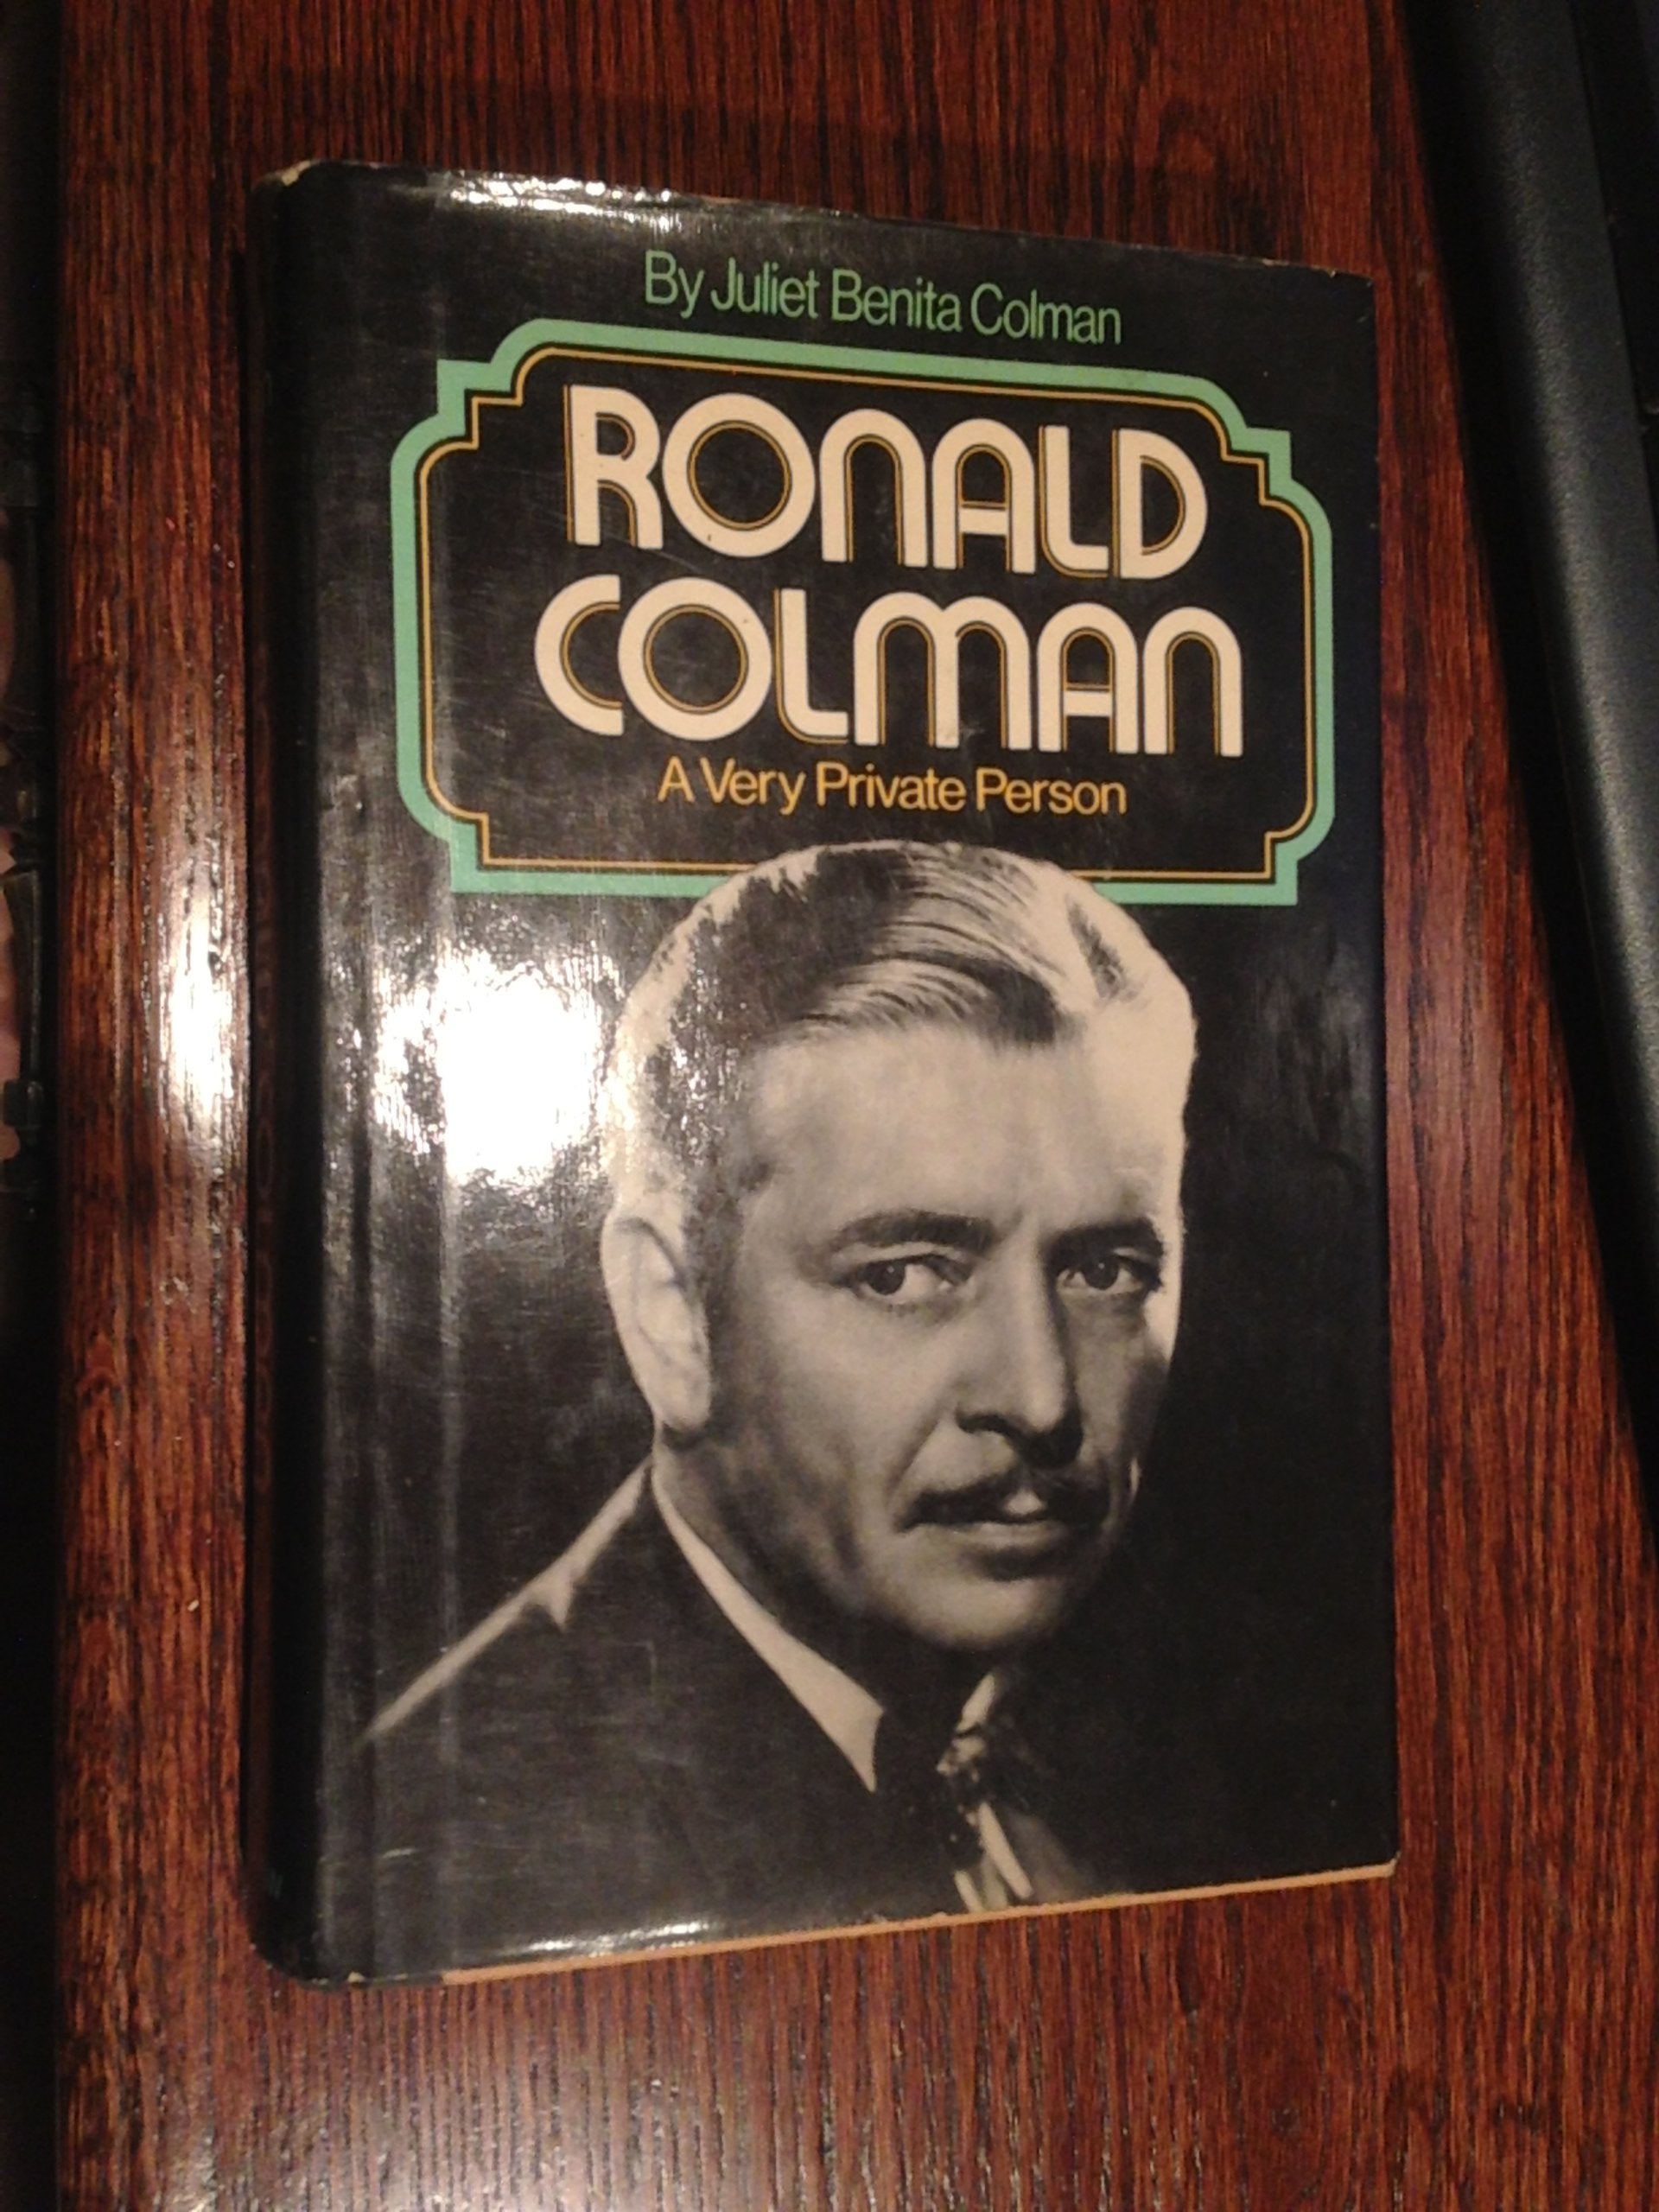 By Juliet Benita Colman
RONALD
COLMAN
A Very Private Person